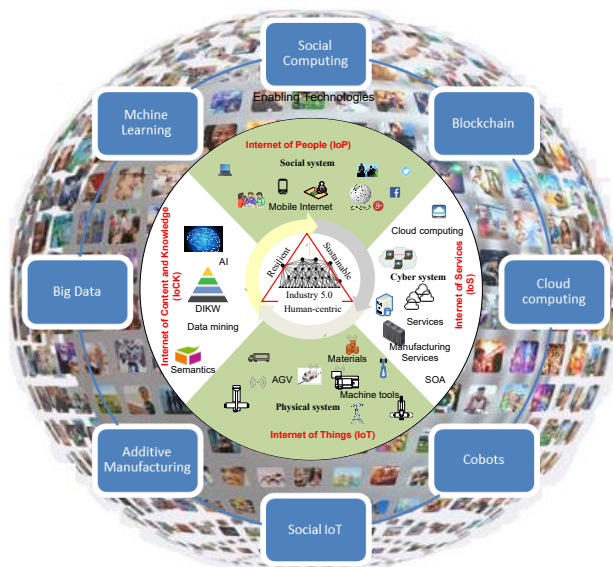 Social
Computing
Enabling Technologies
Mchine
Learning
Blockchain
Internet of People (IoP)
Social system
Mobile Internet
Cloud computing
Cyber system
Services
Manufacturing
Services
SOA
Internet of Services
(IoS)
Internet of Content and Knowledge
(IoCK)
AI
DIKW
Data mining
Semantics
Resilient
Sustainable
Industry 5.0
Human-centric
Materials
AGV
Machine tools
Physical system
Internet of Things (IoT)
Big Data
Cloud
computing
Additive
Manufacturing
Cobots
Social IoT